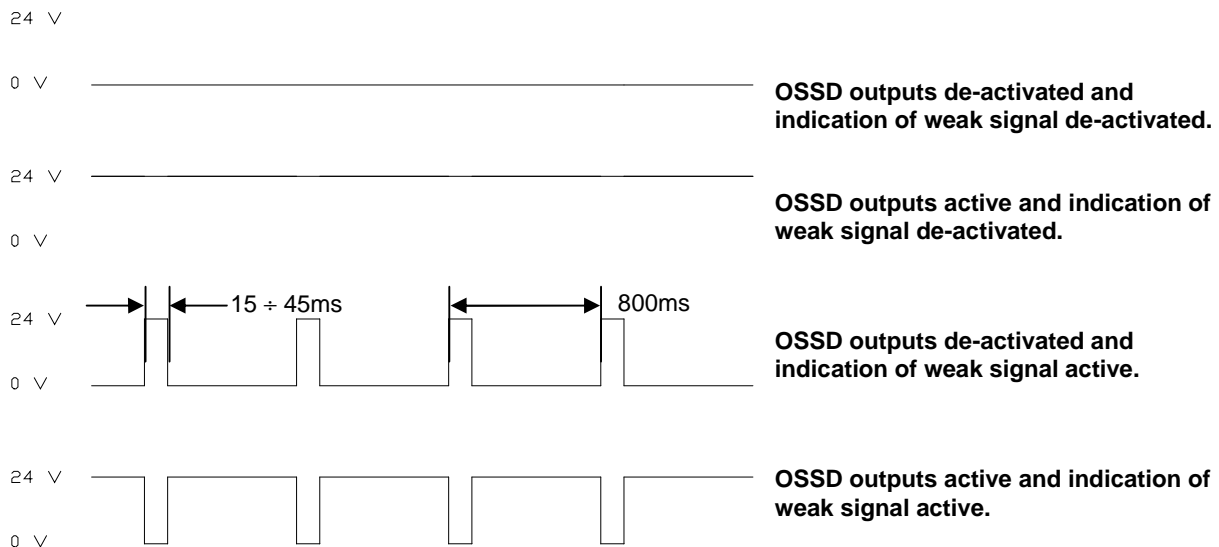 24 V
0 V
OSSD outputs de-activated and
indication of weak signal de-activated.
24 V
OSSD outputs active and indication of
weak signal de-activated.
0 V
15 ÷ 45ms
800ms
24 V
OSSD outputs de-activated and
indication of weak signal active.
0 V
24 V
OSSD outputs active and indication of
weak signal active.
0 V